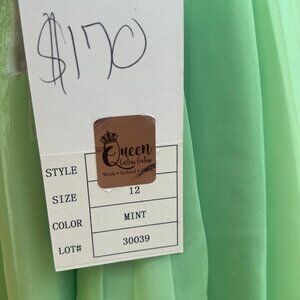 $170
Queen
STYLE
SIZE 12
COLOR MINT
LOT# 30039